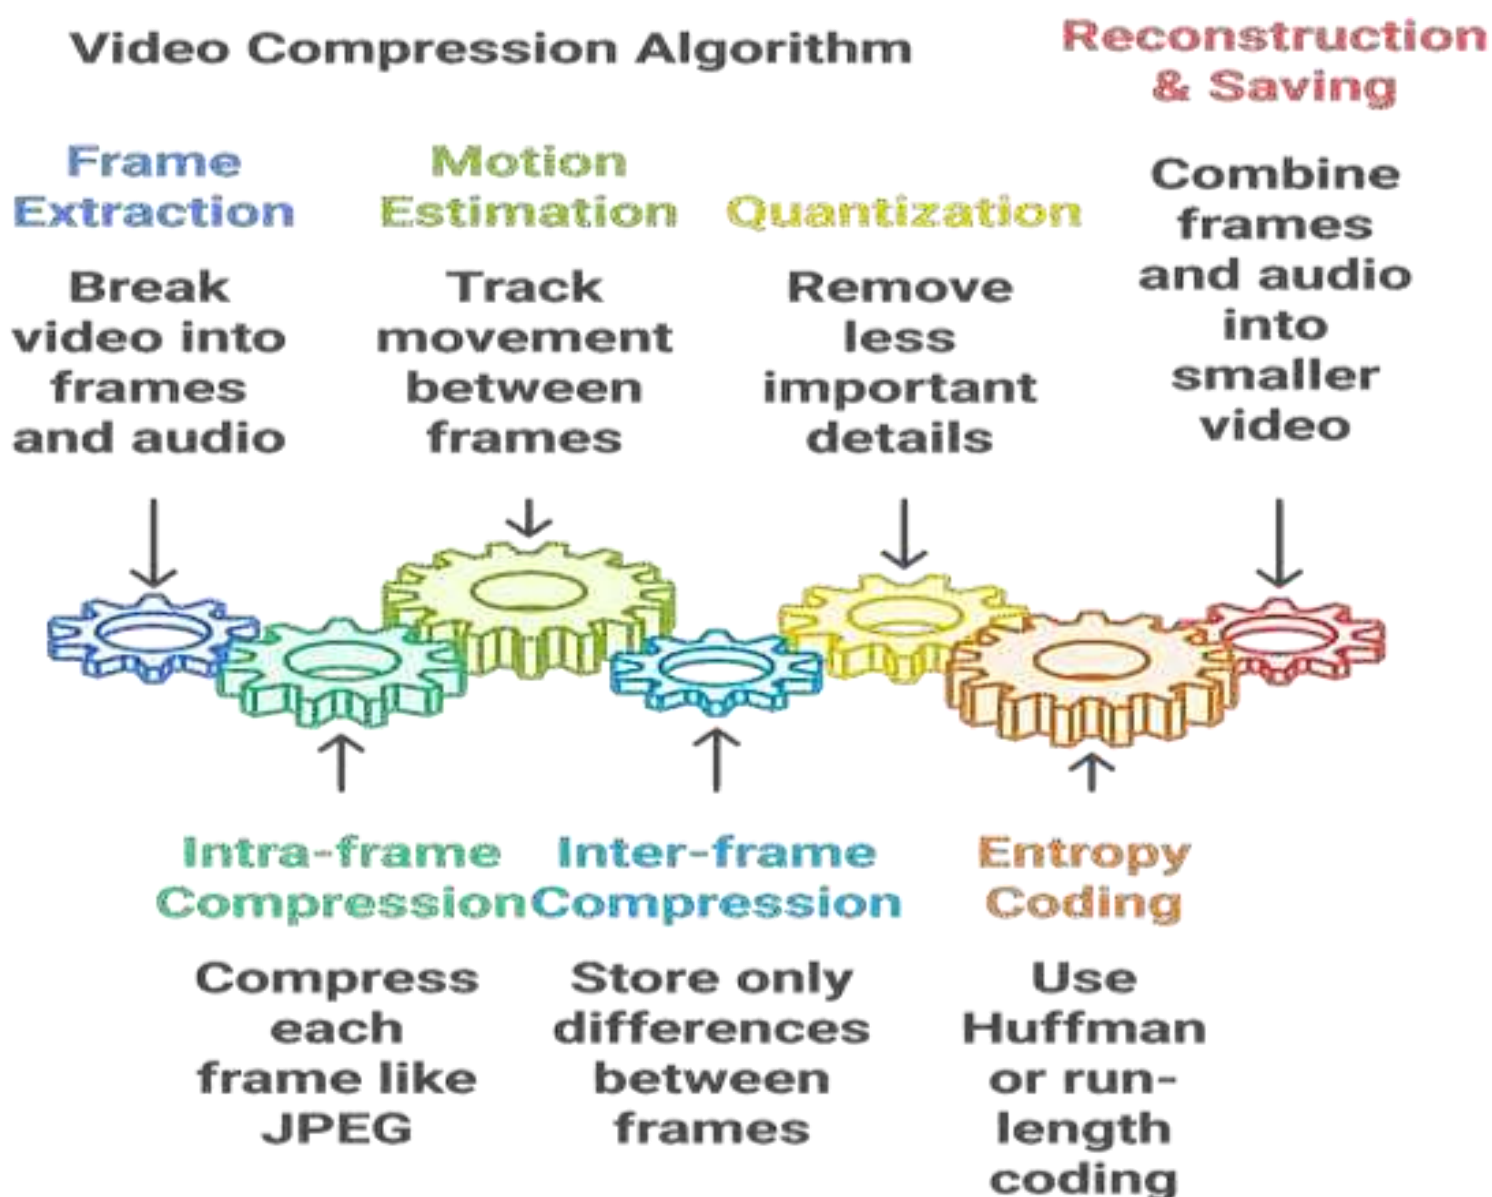 Video Compression Algorithm
Frame
Extraction
Break
video into
frames
and audio
Motion
Estimation
Track
movement
between
frames
Quantization
Remove
less
important
details
Reconstruction
& Saving
Combine
frames
and audio
into
smaller
video
Intra-frame
Compression
Compress
each
frame like
JPEG
Inter-frame
Compression
Store only
differences
between
frames
Entropy
Coding
Use
Huffman
or run-
length
coding